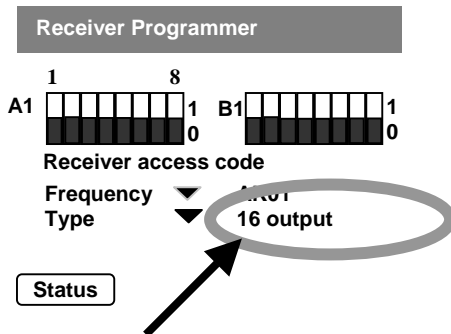 Receiver Programmer
1 8
A1 1 B1 1
0 0
Receiver access code
Frequency
Type 16 output
Status